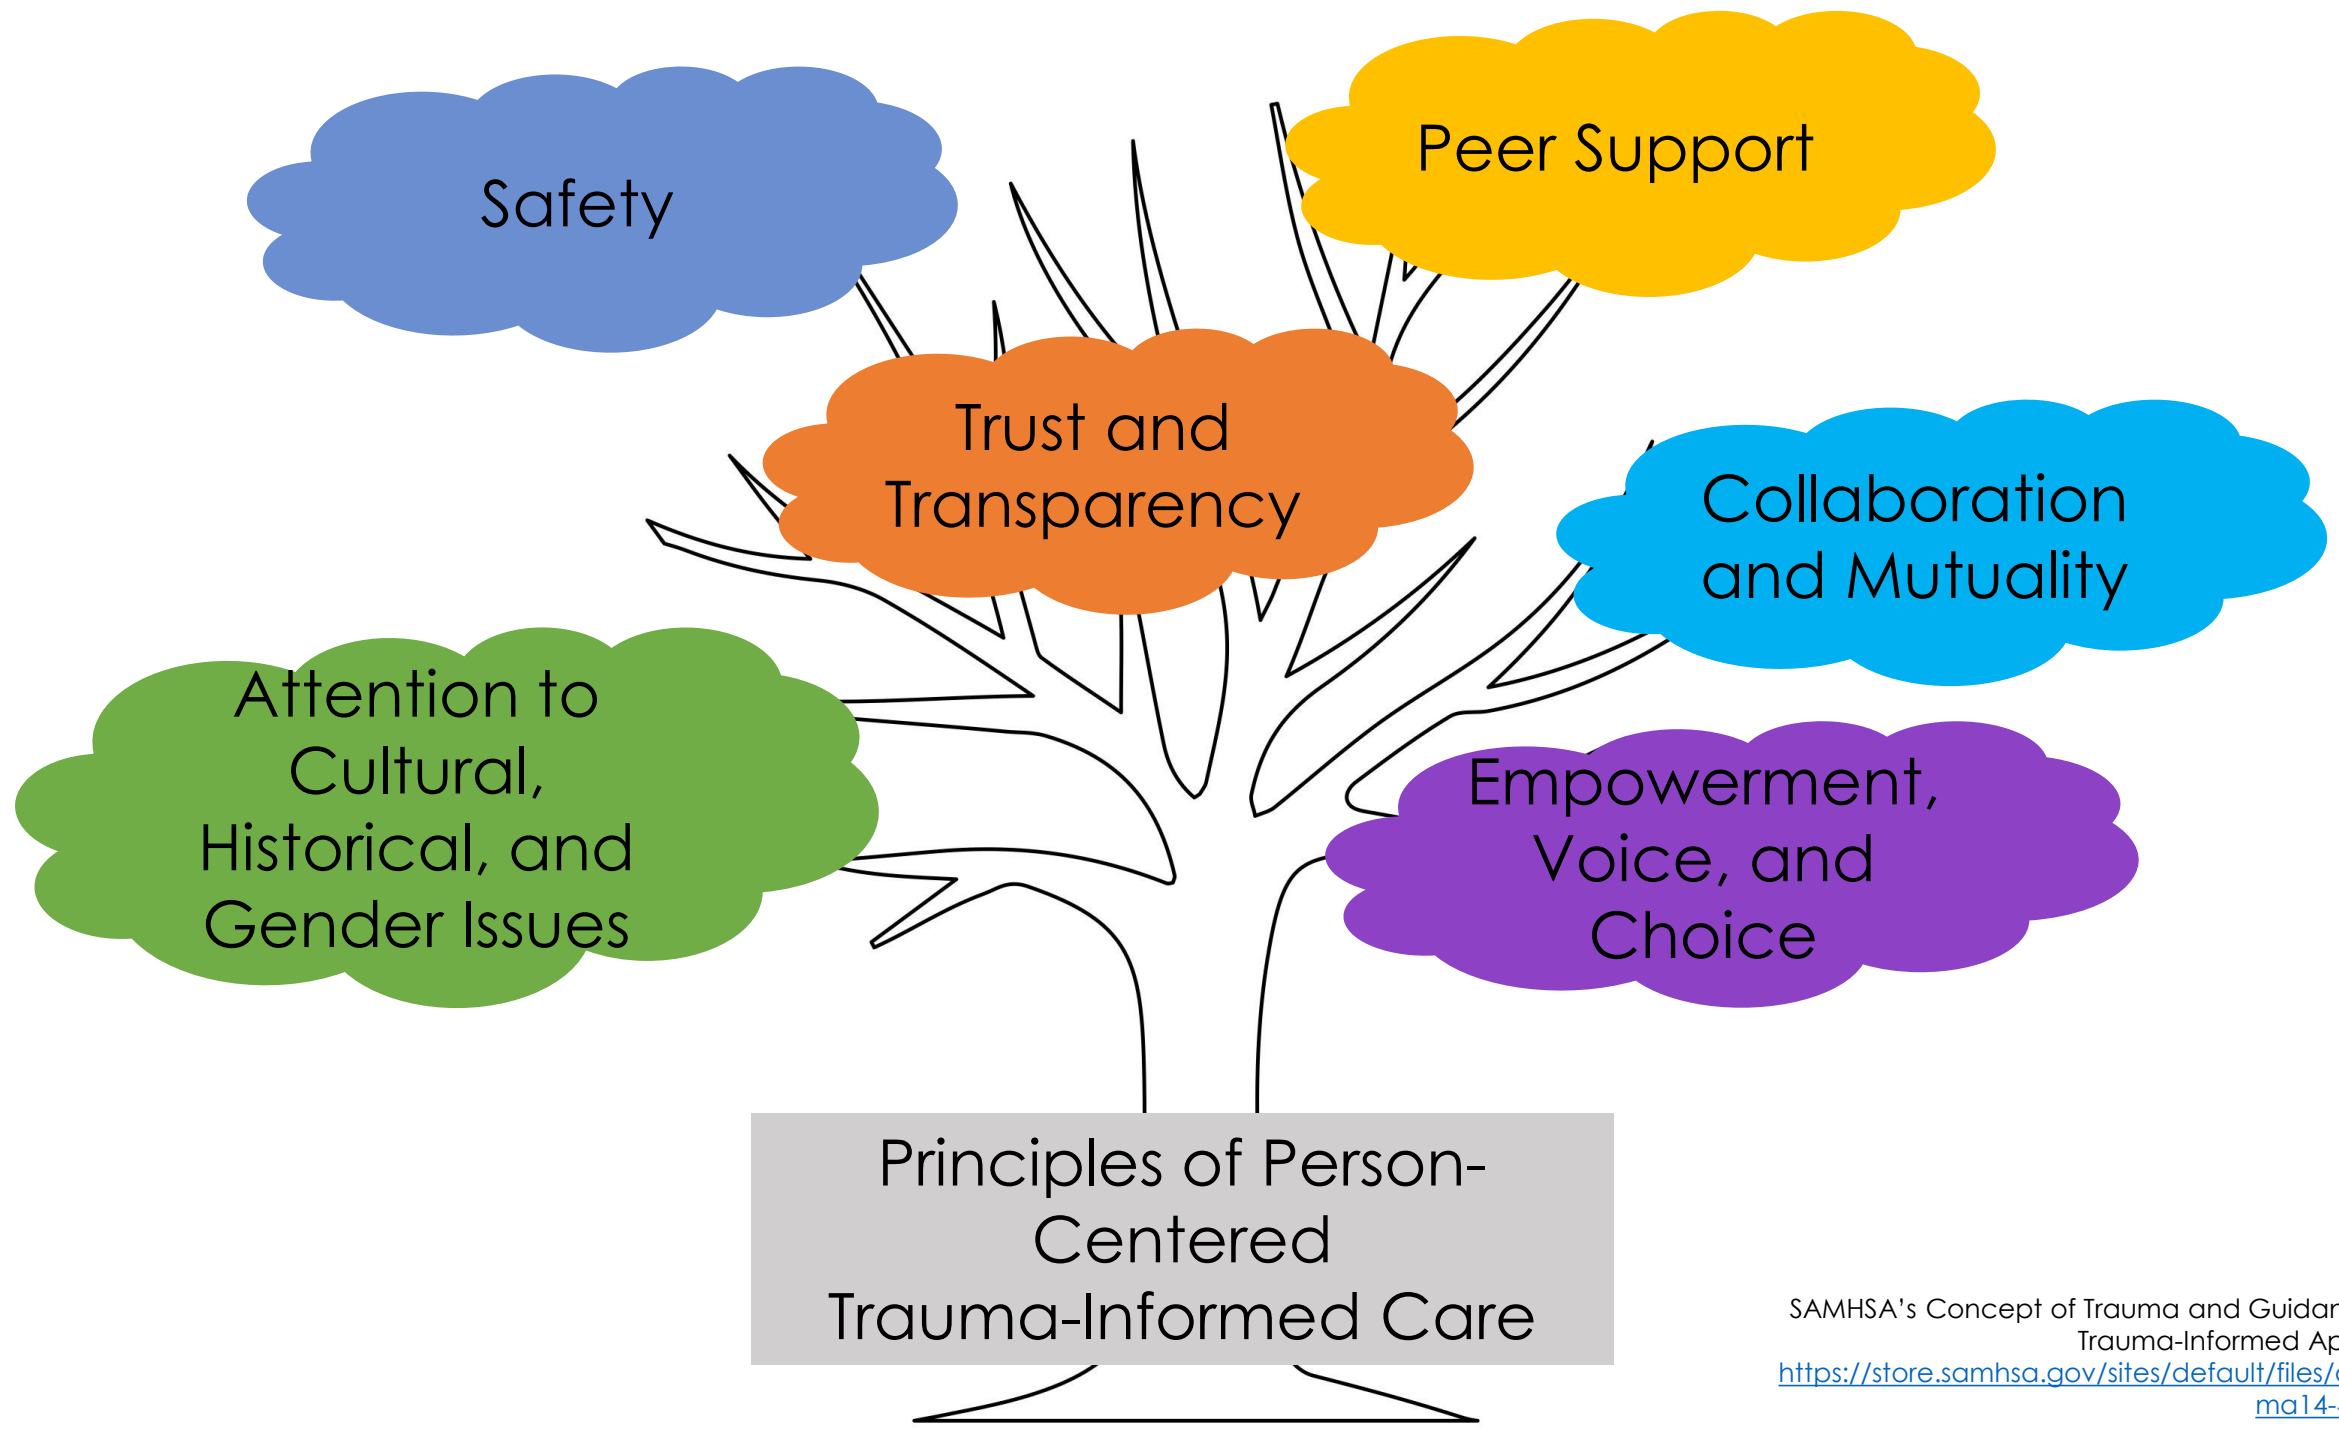 Safety
Peer Support
Trust and
Transparency
Collaboration
and Mutuality
Attention to
Cultural,
Historical, and
Gender Issues
Empowerment,
Voice, and
Choice
Principles of Person-
Centered
Trauma-Informed Care
SAMHSA's Concept of Trauma and
Trauma-Informed
https://store.samhsa.gov/sites/default/files/
ma14-